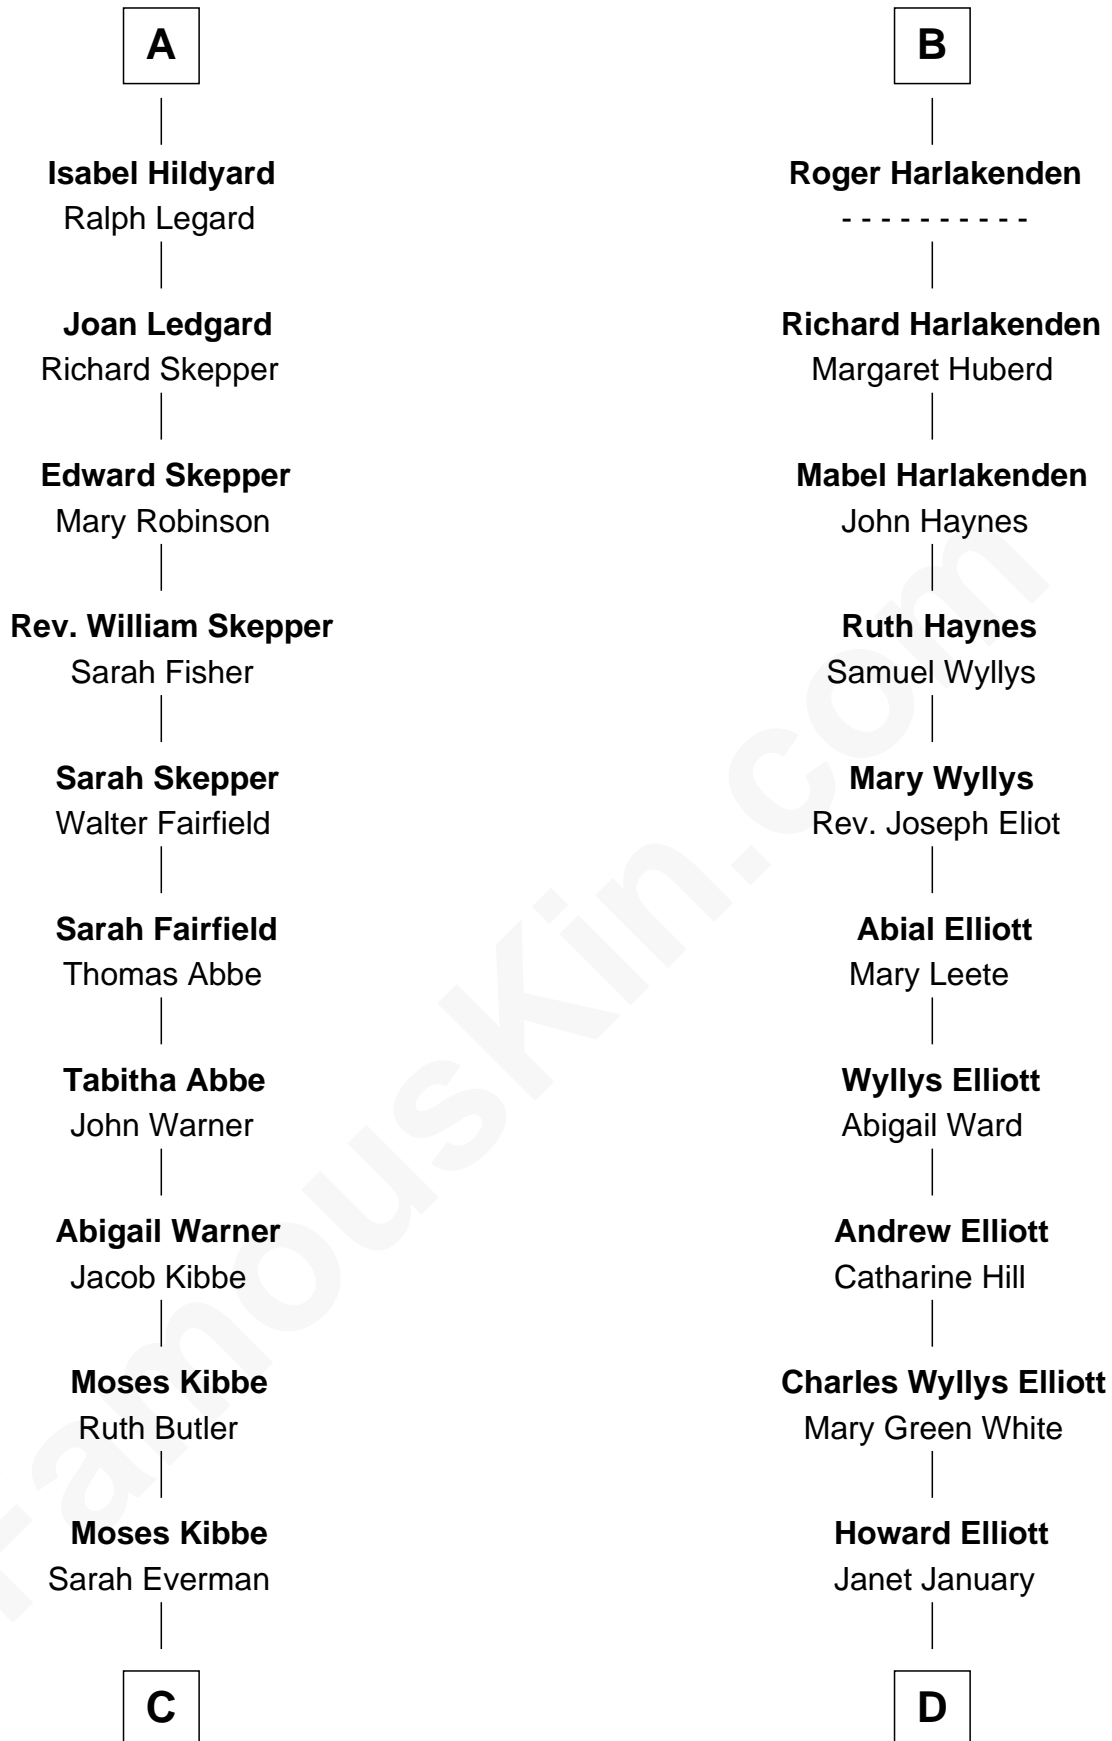 A
Isabel Hildyard
Ralph Legard
Joan Ledgard
Richard Skepper
Edward Skepper
Mary Robinson
Rev. William Skepper
Sarah Fisher
Sarah Skepper
Walter Fairfield
Sarah Fairfield
Thomas Abbe
Tabitha Abbe
John Warner
Abigail Warner
Jacob Kibbe
Moses Kibbe
Ruth Butler
Moses Kibbe
Sarah Everman
C
B
Roger Harlakenden
- - - - - - - - - -
Richard Harlakenden
Margaret Huberd
Mabel Harlakenden
John Haynes
Ruth Haynes
Samuel Wyllys
Mary Wyllys
Rev. Joseph Eliot
Abial Elliott
Mary Leete
Wyllys Elliott
Abigail Ward
Andrew Elliott
Catharine Hill
Charles Wyllys Elliott
Mary Green White
Howard Elliott
Janet January
D
FamousKin.com